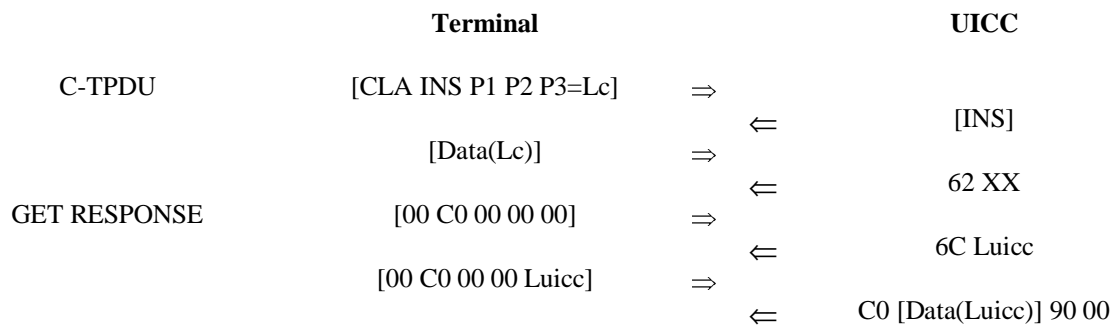 Terminal UICC
C-TPDU [CLA INS P1 P2 P3=Lc] ⇒
⇐ [INS]
[Data(Lc)] ⇒
⇐ 62 XX
GET RESPONSE [00 C0 00 00 00] ⇒
⇐ 6C Luicc
[00 C0 00 00 Luicc] ⇒
⇐ C0 [Data(Luicc)] 90 00